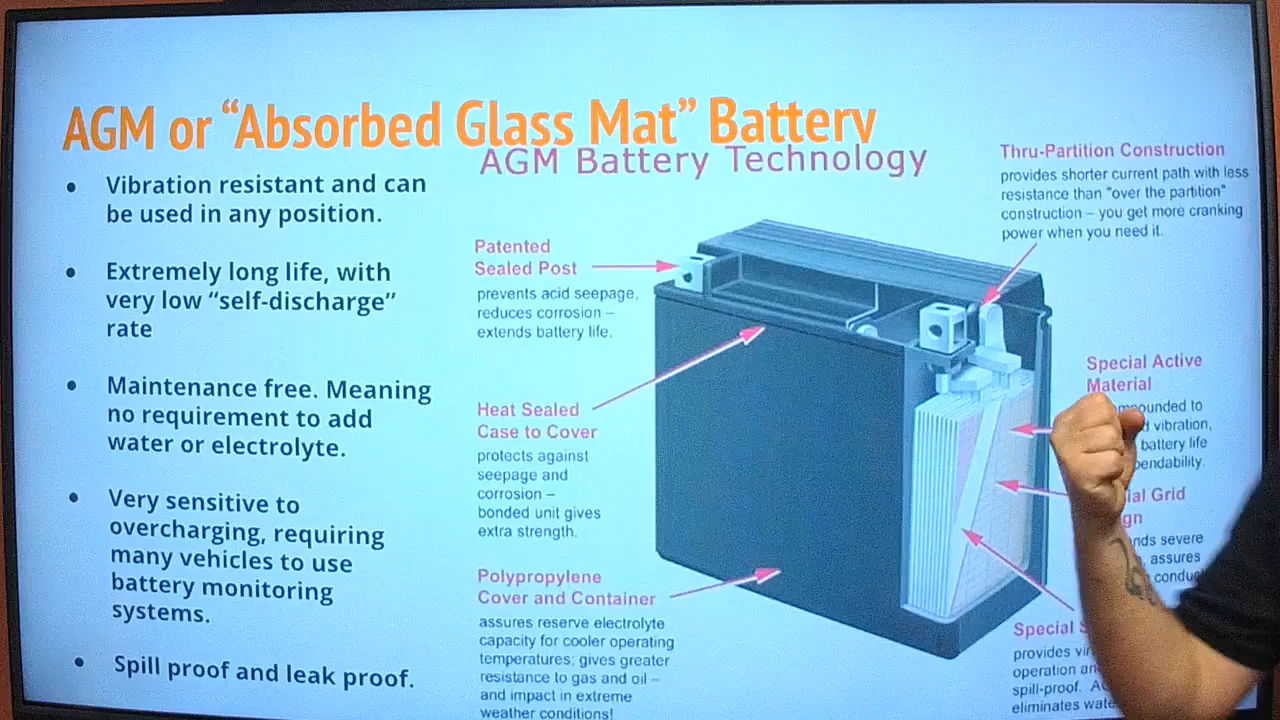 AGM or “Absorbed Glass Mat” Battery
AGM Battery Technology
• Vibration resistant and can
be used in any position.
• Extremely long life, with
very low “self-discharge”
rate
• Maintenance free. Meaning
no requirement to add
water or electrolyte.
• Very sensitive to
overcharging, requiring
many vehicles to use
battery monitoring
systems.
• Spill proof and leak proof.
Patented
Sealed Post
prevents acid seepage,
reduces corrosion –
extends battery life.
Heat Sealed
Case to Cover
protects against
seepage and
corrosion –
bonded unit gives
extra strength.
Polypropylene
Cover and Container
assures reserve electrolyte
capacity for cooler operating
temperatures; gives greater
resistance to gas and oil –
and impact in extreme
weather conditions!
Thru-Partition Construction
provides shorter current path with less
resistance than "over the partition"
construction – you get more cranking
power when you need it.
Special Active
Material
to
vibration,
battery life
Grid
severe
assures
Special
provides
operation
spill-proof.
eliminates